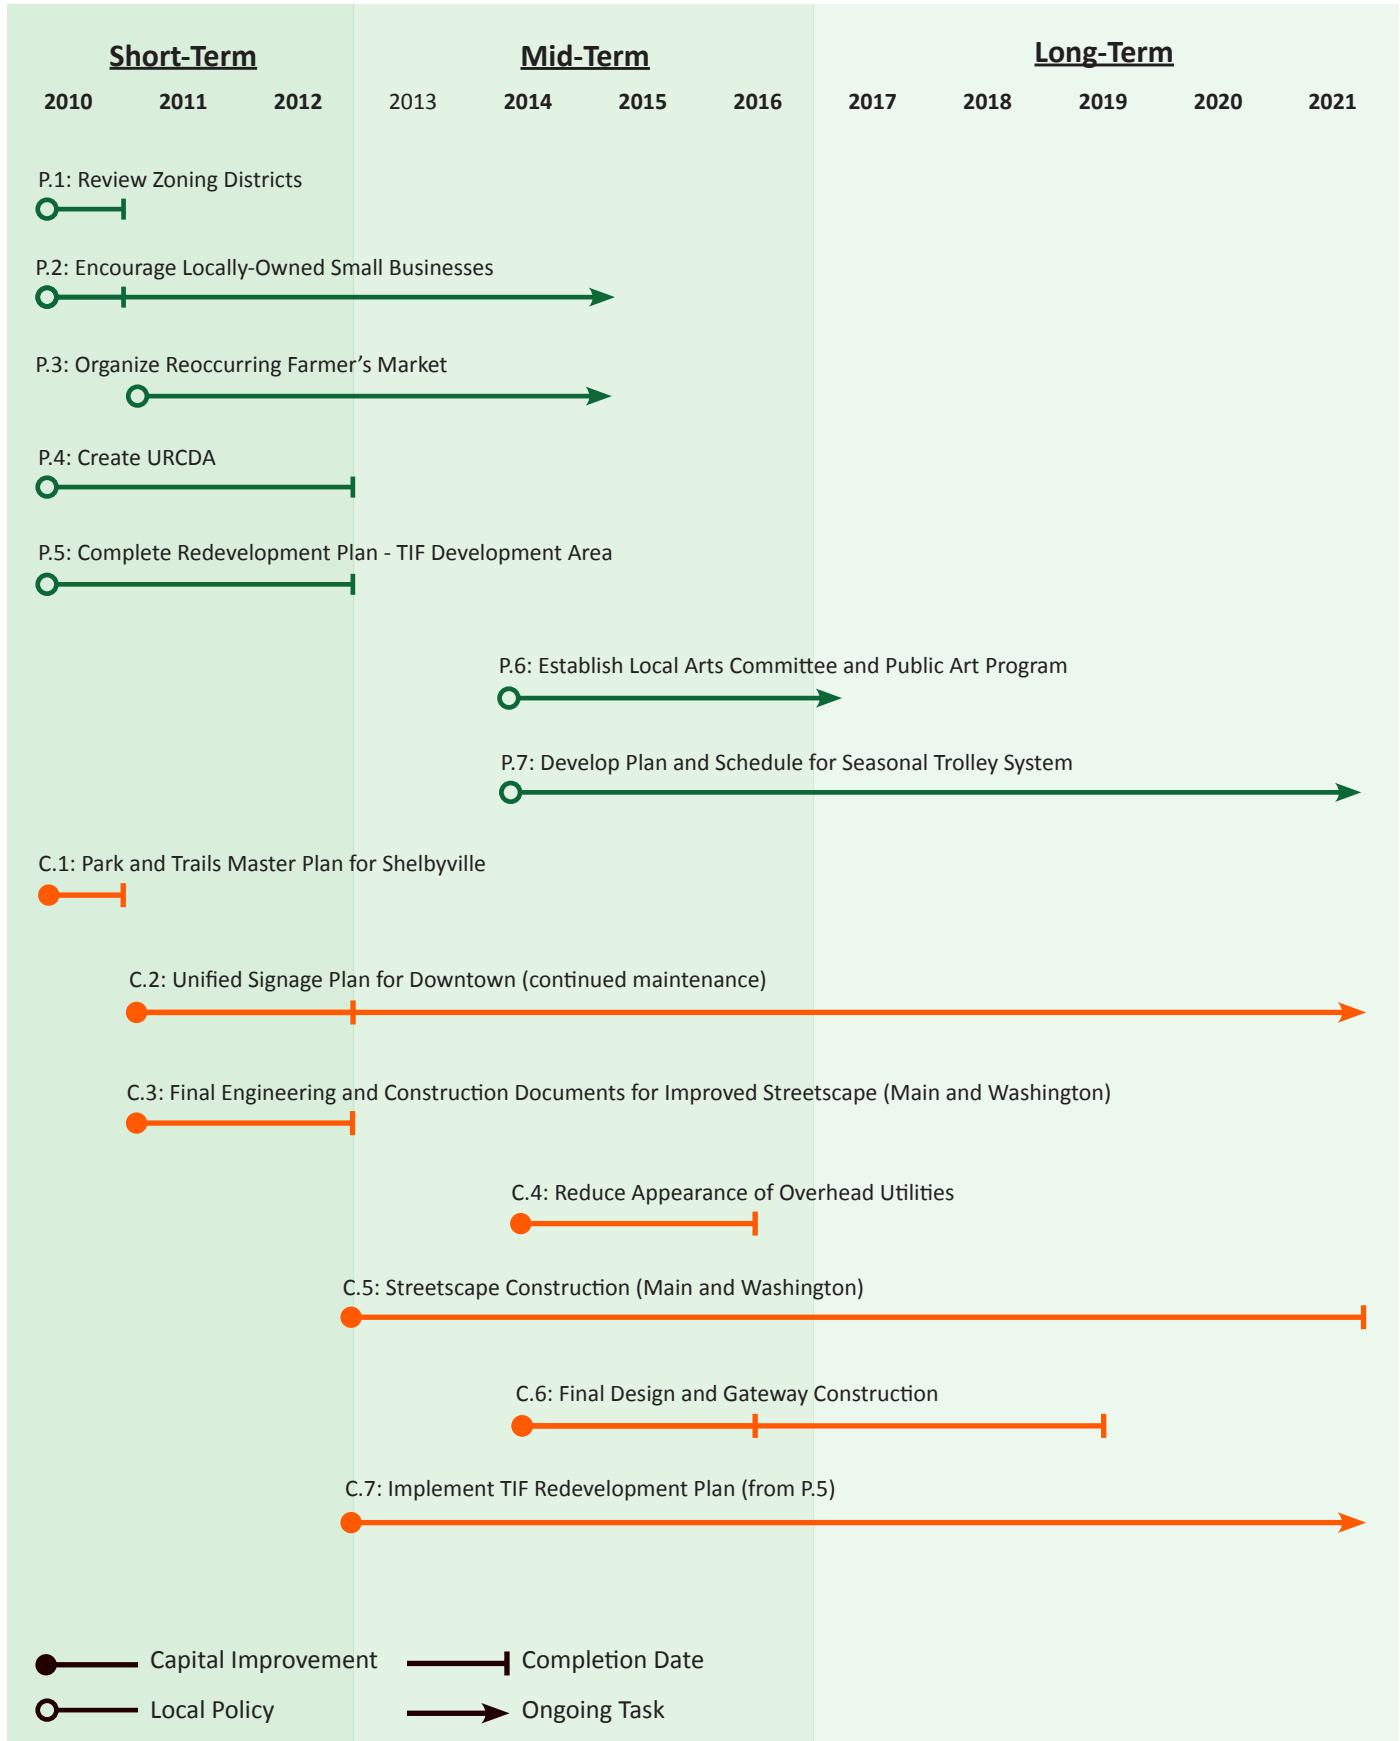 Short-Term Mid-Term Long-Term
2010 2011 2012 2013 2014 2015 2016 2017 2018 2019 2020 2021
P.1: Review Zoning Districts
P.2: Encourage Locally-Owned Small Businesses
P.3: Organize Reoccurring Farmer’s Market
P.4: Create URCDA
P.5: Complete Redevelopment Plan - TIF Development Area
P.6: Establish Local Arts Committee and Public Art Program
P.7: Develop Plan and Schedule for Seasonal Trolley System
C.1: Park and Trails Master Plan for Shelbyville
C.2: Unified Signage Plan for Downtown (continued maintenance)
C.3: Final Engineering and Construction Documents for Improved Streetscape (Main and Washington)
C.4: Reduce Appearance of Overhead Utilities
C.5: Streetscape Construction (Main and Washington)
C.6: Final Design and Gateway Construction
C.7: Implement TIF Redevelopment Plan (from P.5)
Capital Improvement Completion Date
Local Policy Ongoing Task